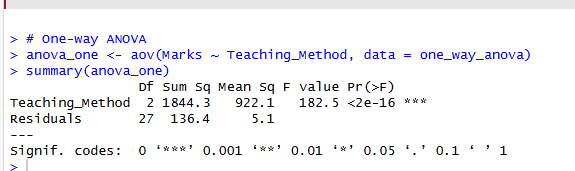 > # One-way ANOVA
> anova_one <- aov(Marks ~ Teaching_Method, data = one_way_anova)
> summary(anova_one)
                Df Sum Sq Mean Sq F value Pr(>F)
Teaching_Method  2 1844.3   922.1   182.5 <2e-16 ***
Residuals       27  136.4     5.1
---
Signif. codes:  0 ‘***’ 0.001 ‘**’ 0.01 ‘*’ 0.05 ‘.’ 0.1 ‘ ’ 1
>